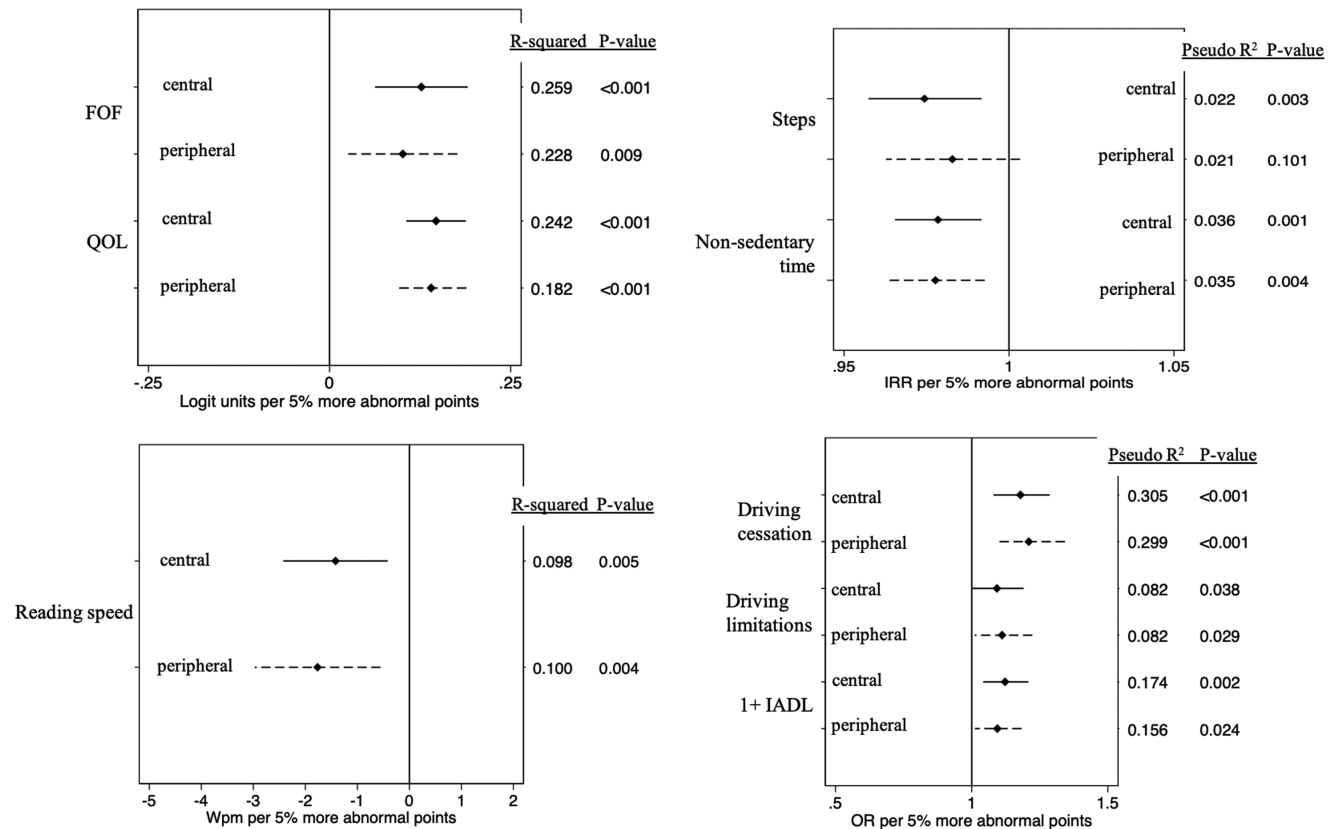 R-squared P-value
FOF
central 0.259 <0.001
peripheral 0.228 0.009
QOL
central 0.242 <0.001
peripheral 0.182 <0.001
-.25 0 .25
Logit units per 5% more abnormal points
Pseudo R² P-value
Steps
central 0.022 0.003
peripheral 0.021 0.101
Non-sedentary
time
central 0.036 0.001
peripheral 0.035 0.004
.95 1 1.05
IRR per 5% more abnormal points
R-squared P-value
Reading speed
central 0.098 0.005
peripheral 0.100 0.004
-5 -4 -3 -2 -1 0 1 2
Wpm per 5% more abnormal points
Pseudo R² P-value
Driving
cessation
central 0.305 <0.001
peripheral 0.299 <0.001
Driving
limitations
central 0.082 0.038
peripheral 0.082 0.029
1+ IADL
central 0.174 0.002
peripheral 0.156 0.024
.5 1 1.5
OR per 5% more abnormal points